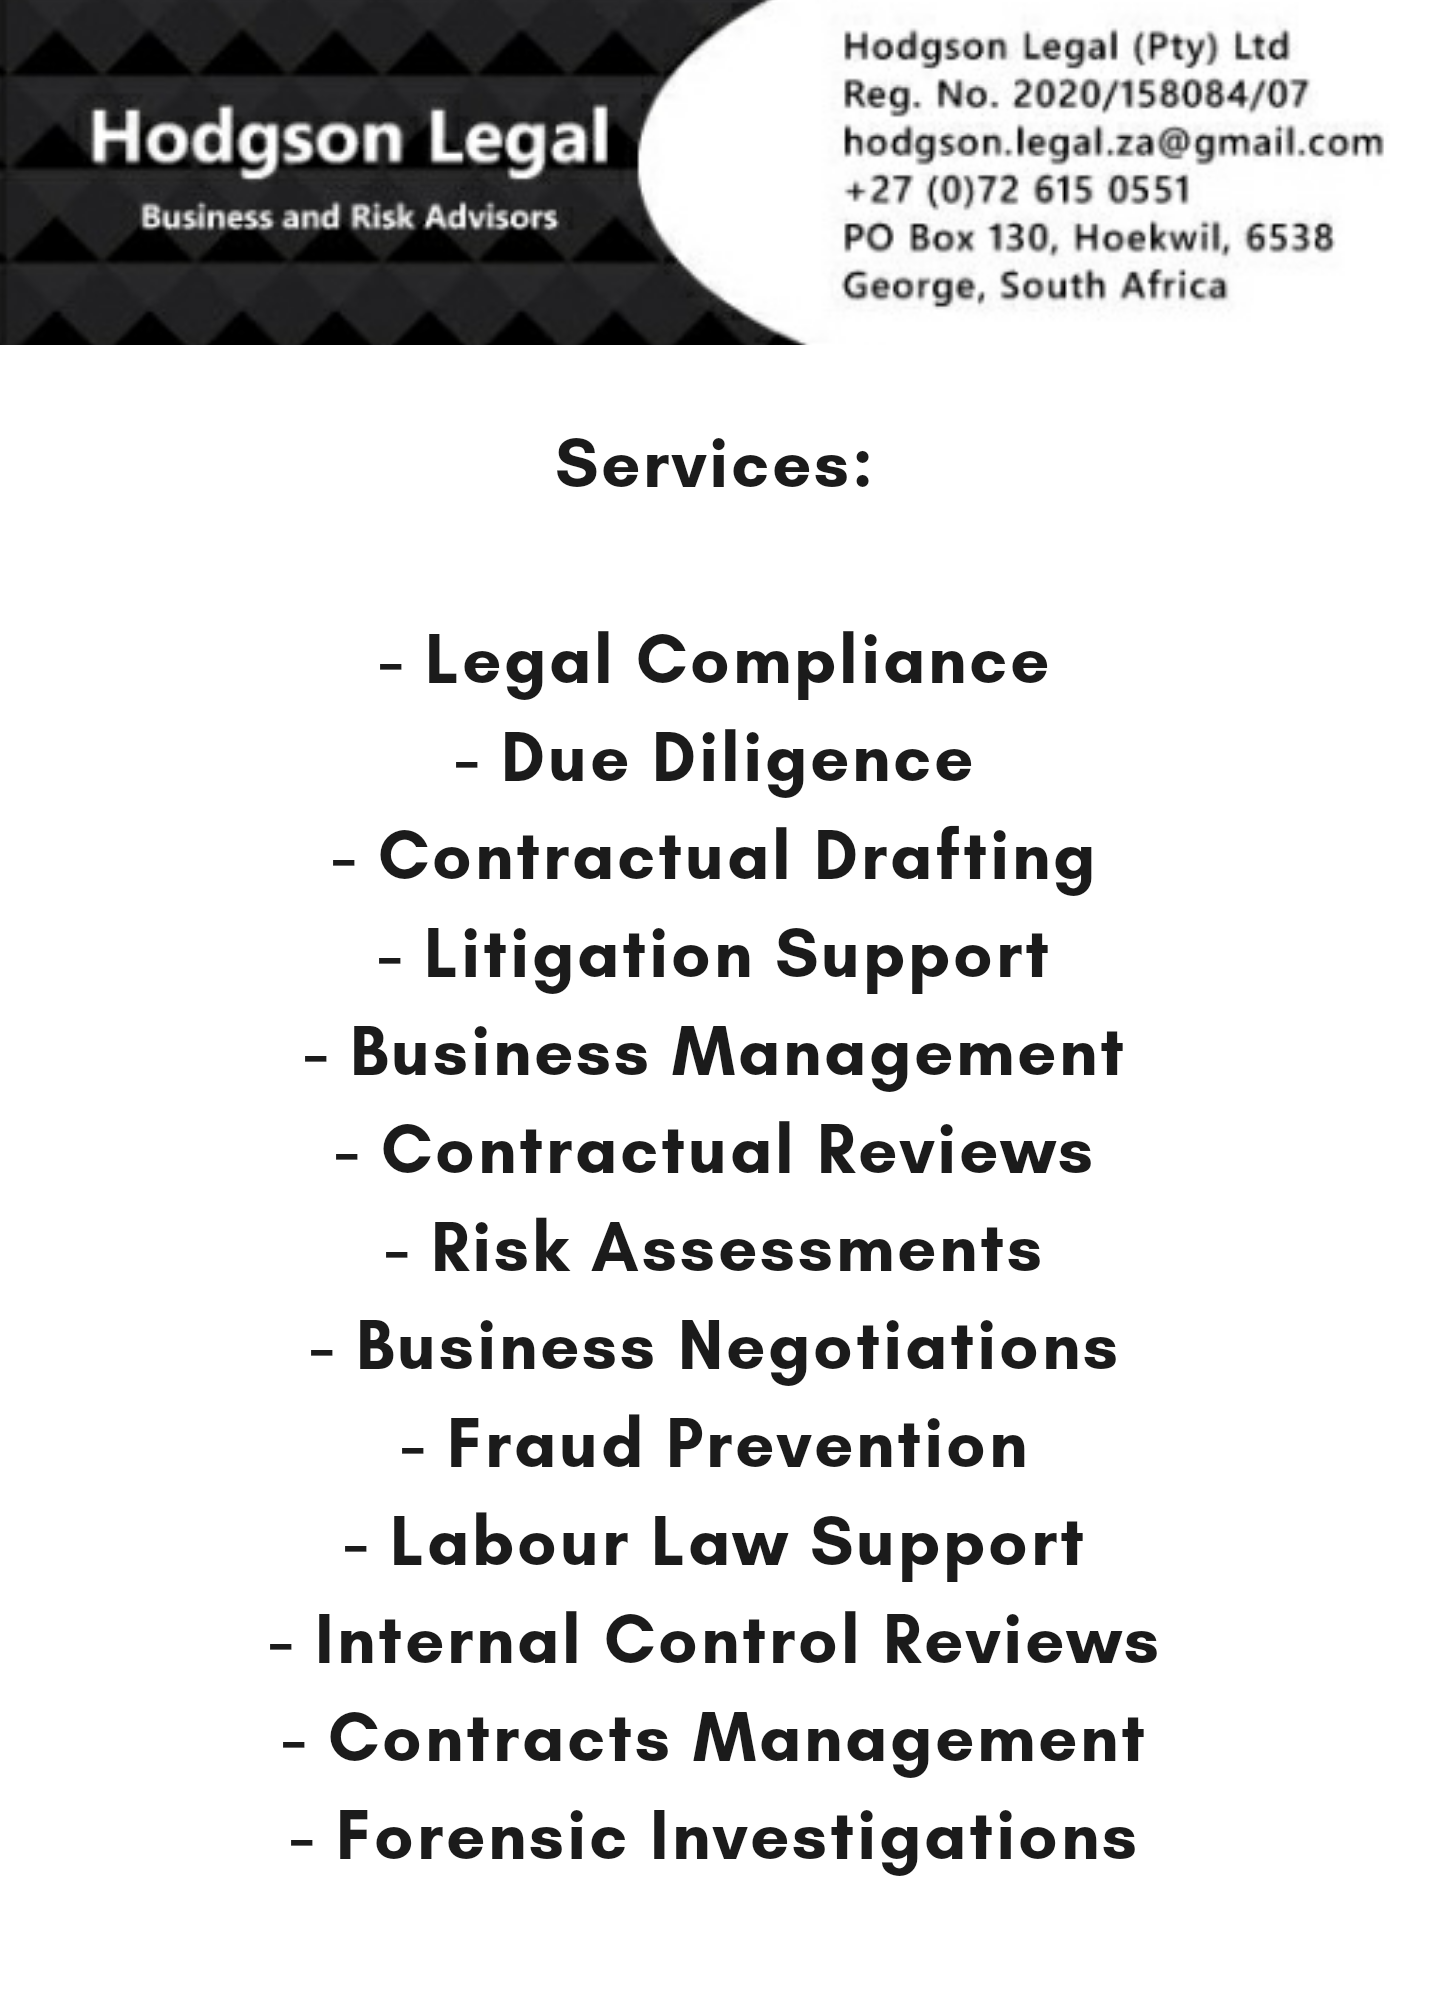 Hodgson Legal
Business and Risk Advisors
Hodgson Legal (Pty) Ltd
Reg. No. 2020/158084/07
hodgson.legal.za@gmail.com
+27 (0)72 615 0551
PO Box 130, Hoekwil, 6538
George, South Africa
Services:
- Legal Compliance
- Due Diligence
- Contractual Drafting
- Litigation Support
- Business Management
- Contractual Reviews
- Risk Assessments
- Business Negotiations
- Fraud Prevention
- Labour Law Support
- Internal Control Reviews
- Contracts Management
- Forensic Investigations